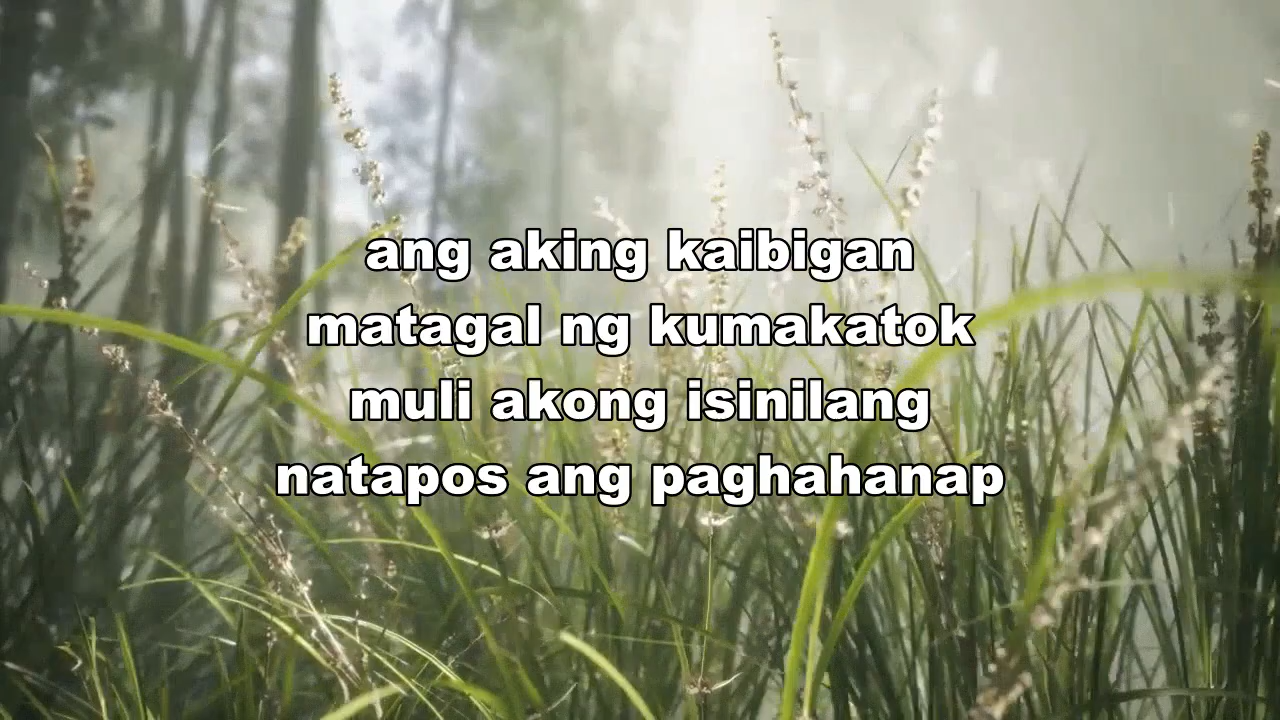 ang aking kaibigan
matagal ng kumakatok
muli akong isinilang
natapos ang paghahanap